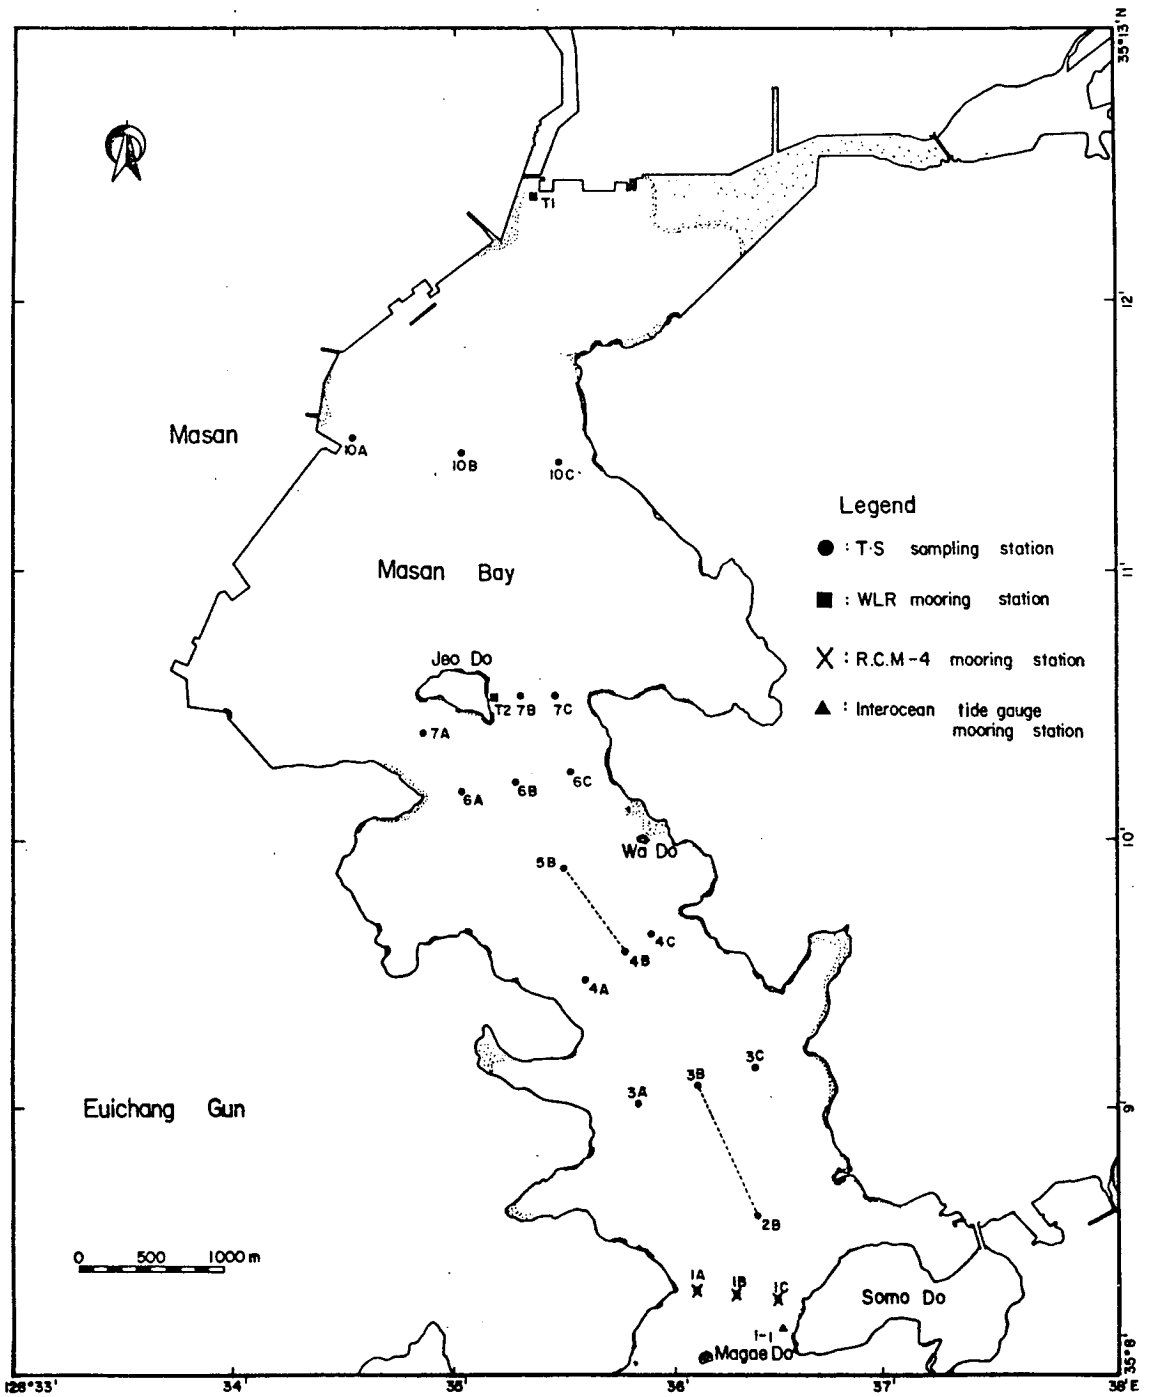 35°13'N
T1
12'
Masan
10A
10B
10C
Legend
: T·S sampling station
Masan Bay
11'
: WLR mooring station
Jeo Do
: R.C.M-4 mooring station
T2
7B
7C
: Interocean tide gauge
mooring station
7A
6A
6B
6C
10'
Wa Do
5B
4C
4B
4A
3C
3B
3A
Euichang Gun
9'
2B
0 500 1000 m
1A
1B
1C
Somo Do
1-1
Magae Do
35°8'
128°33'
34'
36'
36'
37'
38'E